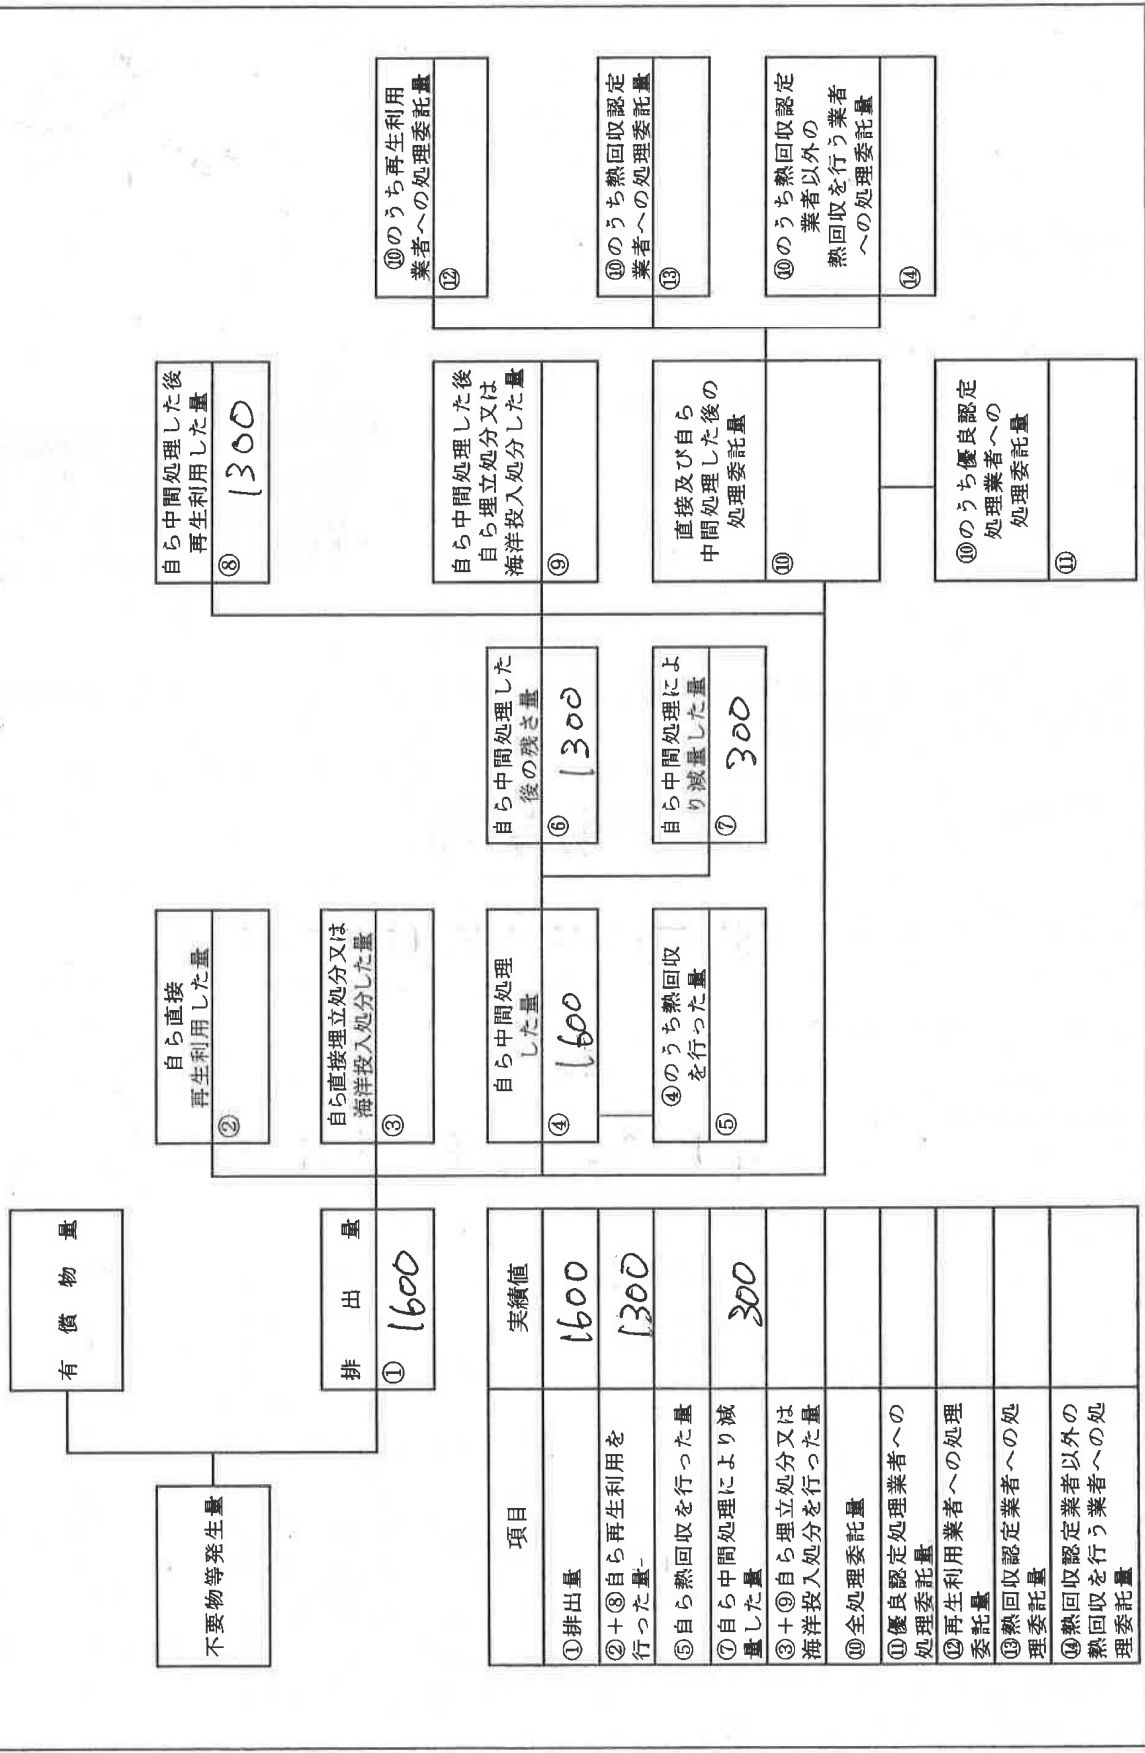 不要物等発生量
有償物量
排出量
① 1600
自ら直接
再生利用した量
②
自ら直接埋立処分又は
海洋投入処分した量
③
自ら中間処理
した量
④ 1600
④のうち熱回収
を行った量
⑤
自ら中間処理した
後の残さ量
⑥ 1300
自ら中間処理によ
り減量した量
⑦ 300
自ら中間処理した後
再生利用した量
⑧ 1300
自ら中間処理した後
自ら埋立処分又は
海洋投入処分した量
⑨
直接及び自ら
中間処理した後の
処理委託量
⑩
⑩のうち優良認定
処理業者への
処理委託量
⑪
⑩のうち再生利用
業者への処理委託量
⑫
⑩のうち熱回収認定
業者への処理委託量
⑬
⑩のうち熱回収認定
業者以外の
熱回収を行う業者
への処理委託量
⑭
項目 実績値
①排出量 1600
②+⑧自ら再生利用を
行った量 1300
⑤自ら熱回収を行った量
⑦自ら中間処理により減
量した量 300
③+⑨自ら埋立処分又は
海洋投入処分を行った量
⑩全処理委託量
⑪優良認定処理業者への
処理委託量
⑫再生利用業者への処理
委託量
⑬熱回収認定業者への処
理委託量
⑭熱回収認定業者以外の
熱回収を行う業者への処
理委託量